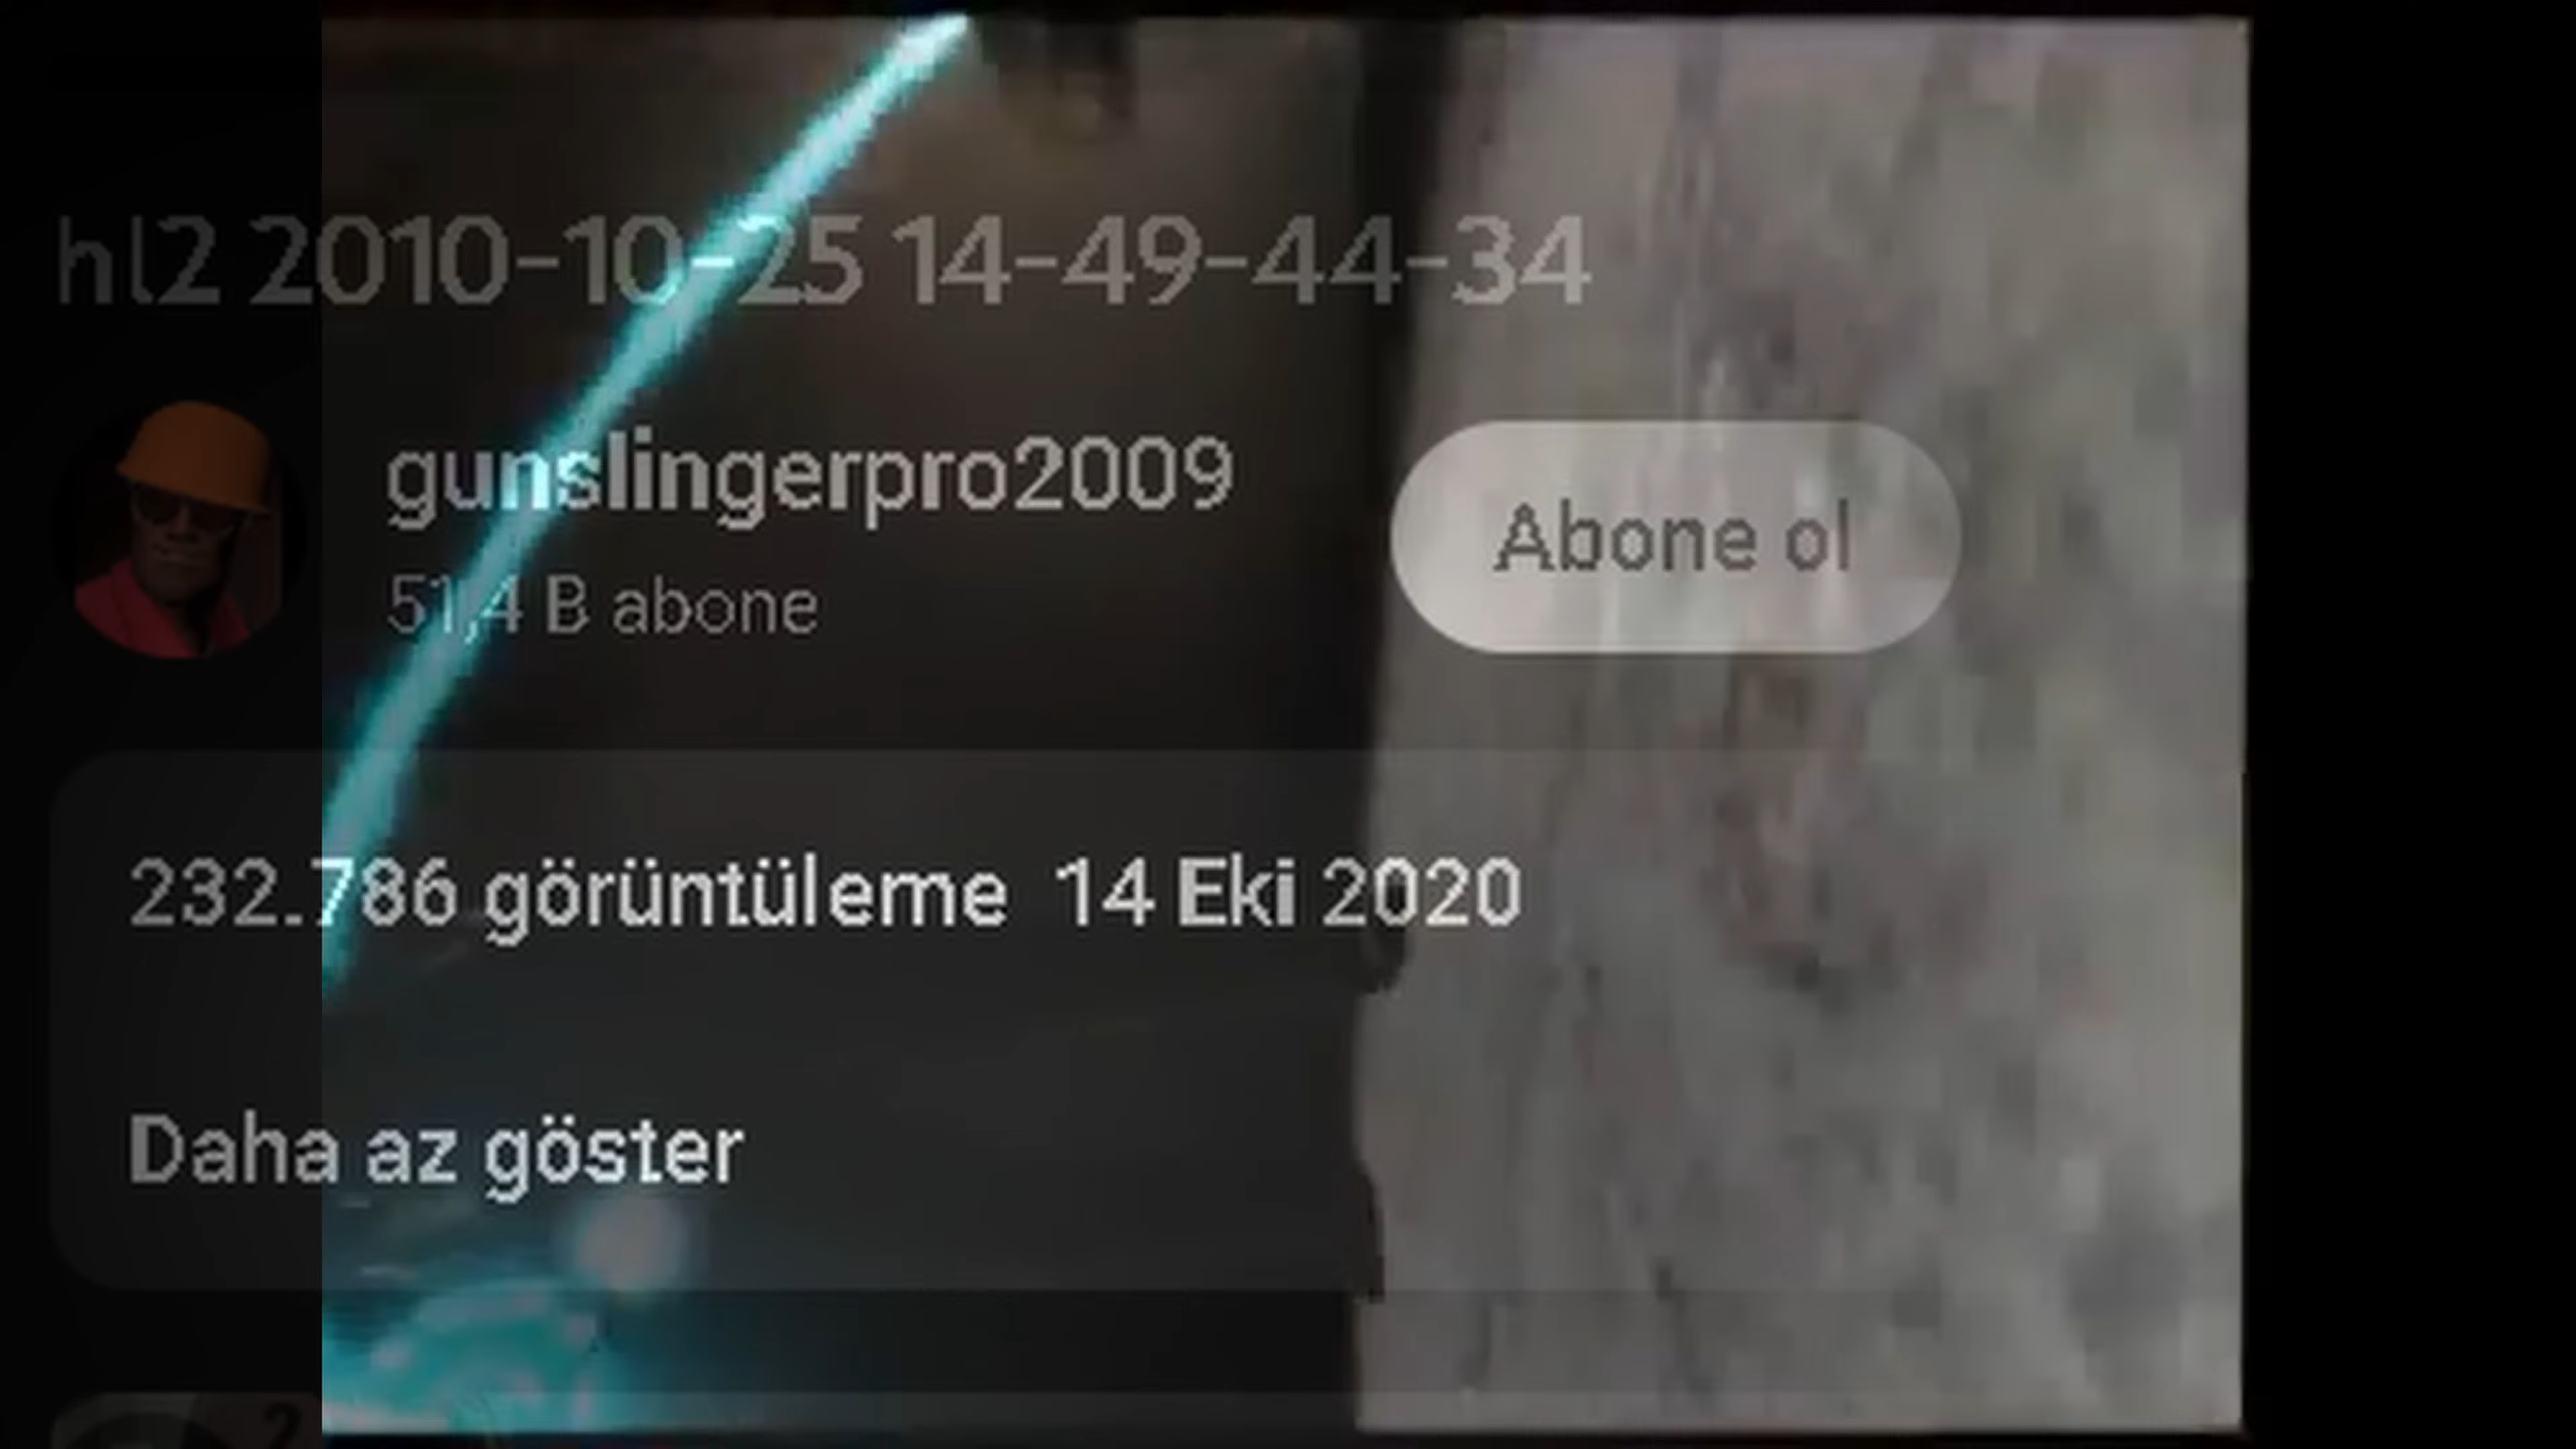 hl2 2010-10-25 14-49-44-34
gunslingerpro2009
51,4 B abone
Abone ol
232.786 görüntüleme 14 Eki 2020
Daha az göster
2